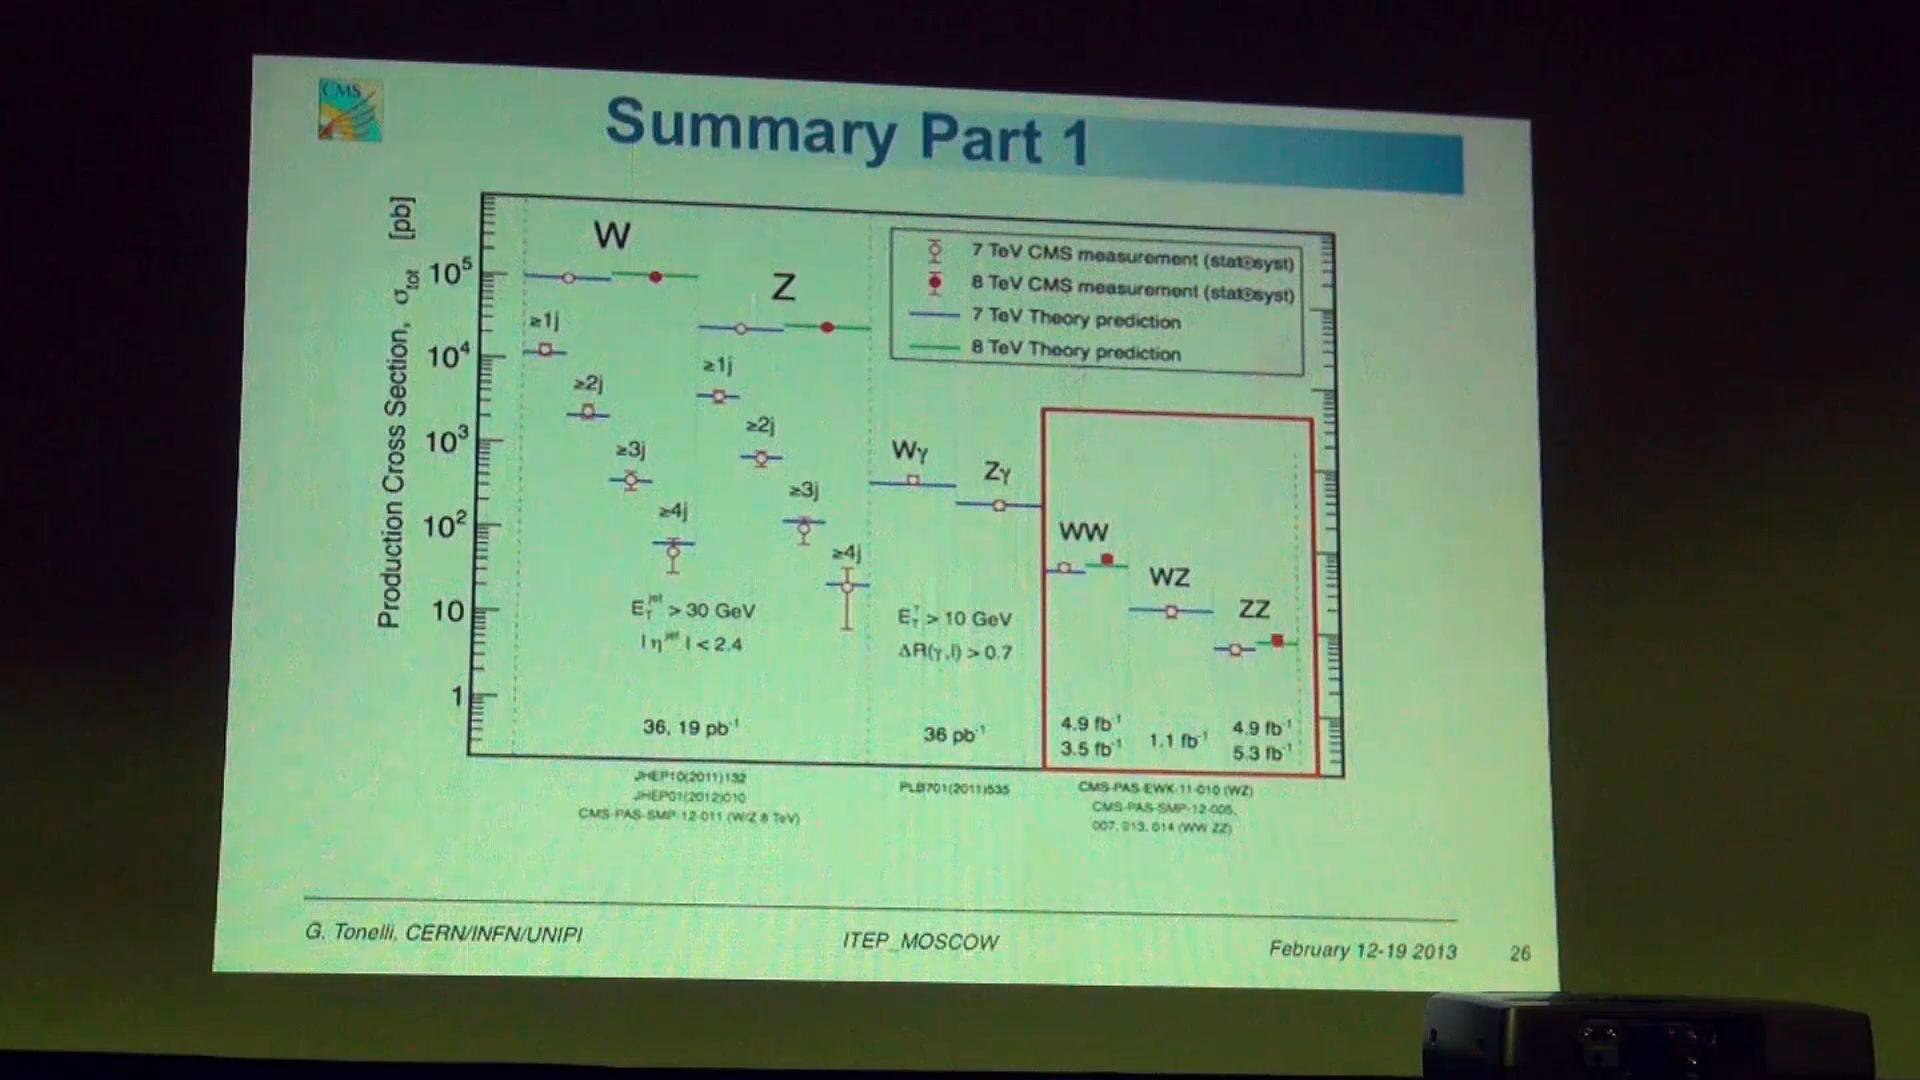 CMS
Summary Part 1
Production Cross Section, σtot [pb]
10⁵
10⁴
10³
10²
10
1
W
≥1j
≥2j
≥3j
≥4j
Z
≥1j
≥2j
≥3j
≥4j
7 TeV CMS measurement (stat⊕syst)
8 TeV CMS measurement (stat⊕syst)
7 TeV Theory prediction
8 TeV Theory prediction
Wγ
Zγ
WW
WZ
ZZ
E_T^jet > 30 GeV
|η^jet| < 2.4
E_T^γ > 10 GeV
ΔR(γ,l) > 0.7
36, 19 pb⁻¹
36 pb⁻¹
4.9 fb⁻¹
3.5 fb⁻¹
1.1 fb⁻¹
4.9 fb⁻¹
5.3 fb⁻¹
JHEP10(2011)132
JHEP01(2012)010
CMS-PAS-SMP-12-011 (W/Z 8 TeV)
PLB701(2011)535
CMS-PAS-EWK-11-010 (WZ)
CMS-PAS-SMP-12-005,
007, 013, 014 (WW ZZ)
G. Tonelli, CERN/INFN/UNIPI
ITEP_MOSCOW
February 12-19 2013
26